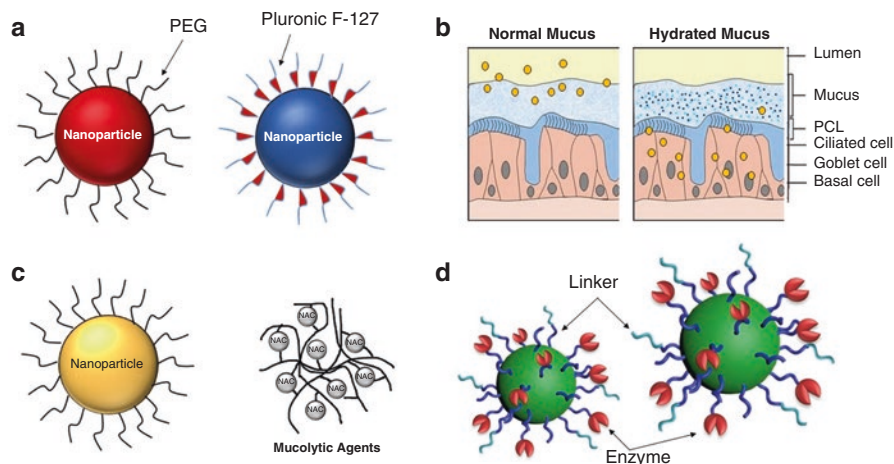 a
PEG
Pluronic F-127
Nanoparticle
Nanoparticle
b
Normal Mucus
Hydrated Mucus
Lumen
Mucus
PCL
Ciliated cell
Goblet cell
Basal cell
c
Nanoparticle
NAC
NAC
NAC
NAC
NAC
NAC
NAC
NAC
Mucolytic Agents
d
Linker
Enzyme